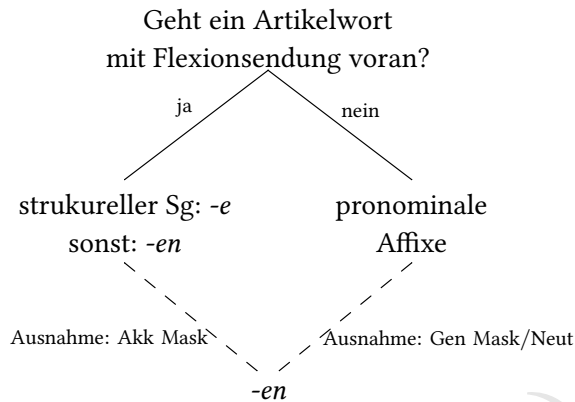 Geht ein Artikelwort
mit Flexionsendung voran?
ja
nein
strukureller Sg: -e
sonst: -en
pronominale
Affixe
Ausnahme: Akk Mask
Ausnahme: Gen Mask/Neut
-en